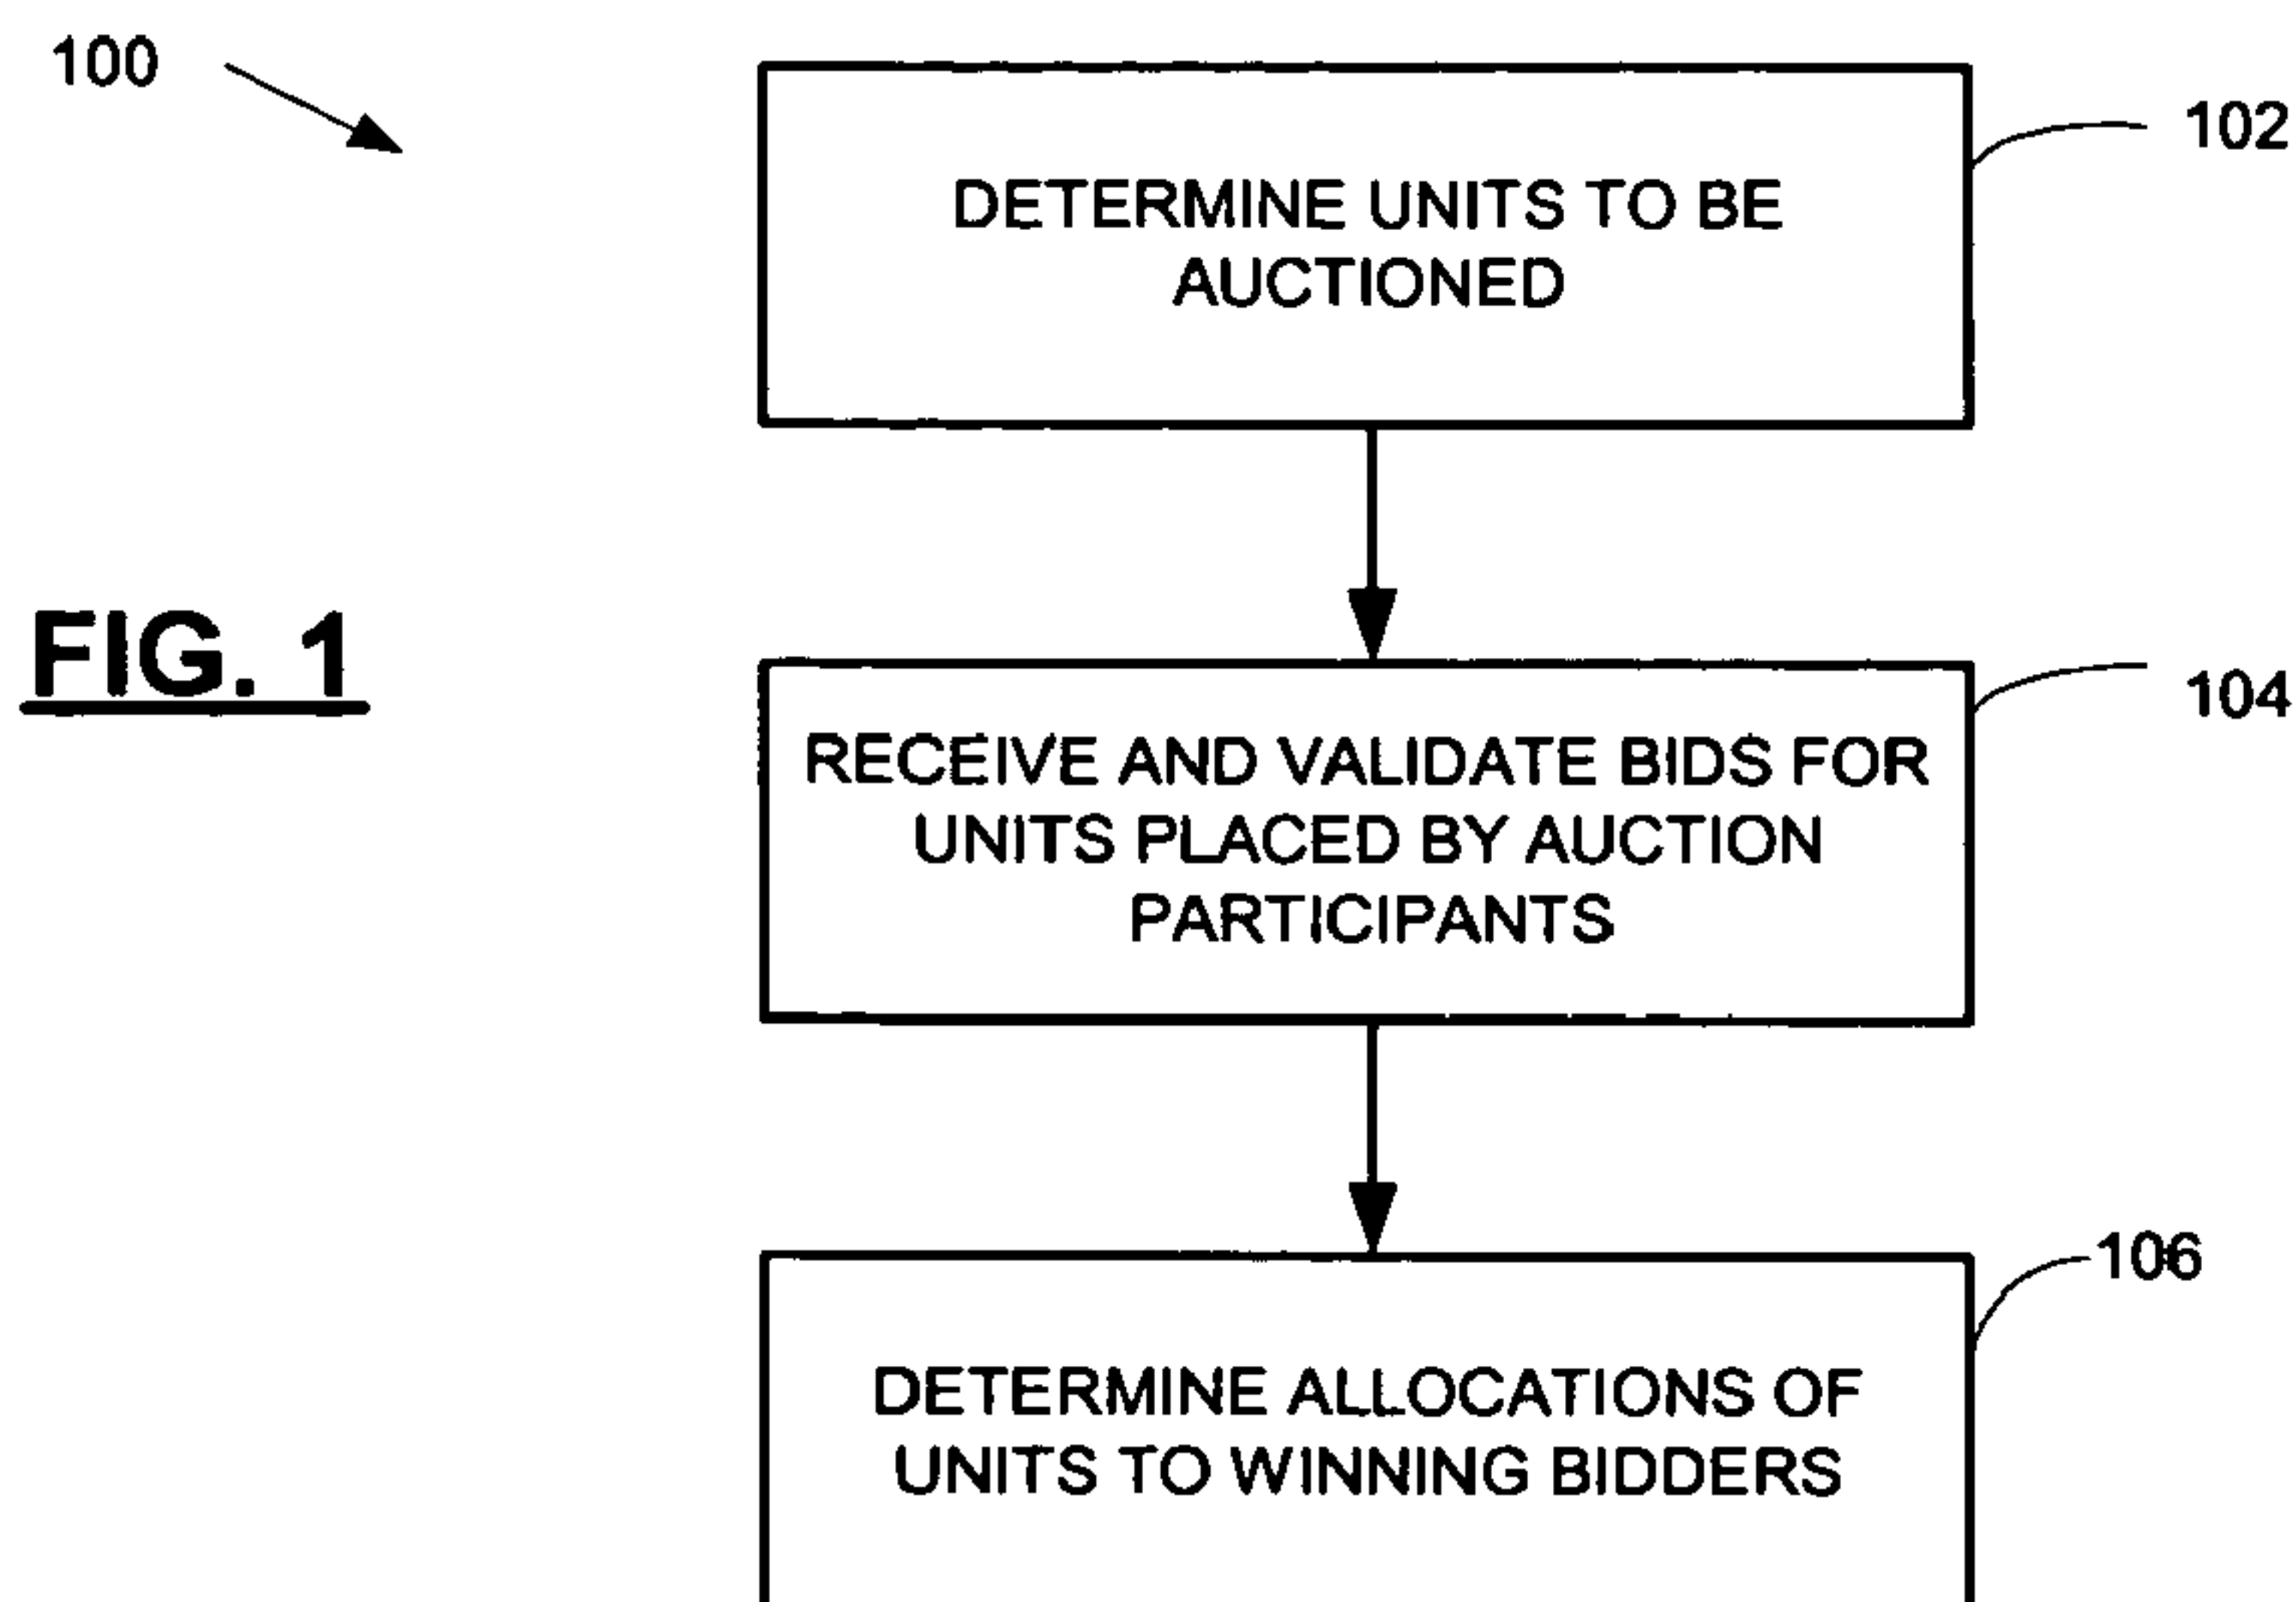 100
102
DETERMINE UNITS TO BE
AUCTIONED
FIG. 1
104
RECEIVE AND VALIDATE BIDS FOR
UNITS PLACED BY AUCTION
PARTICIPANTS
106
DETERMINE ALLOCATIONS OF
UNITS TO WINNING BIDDERS